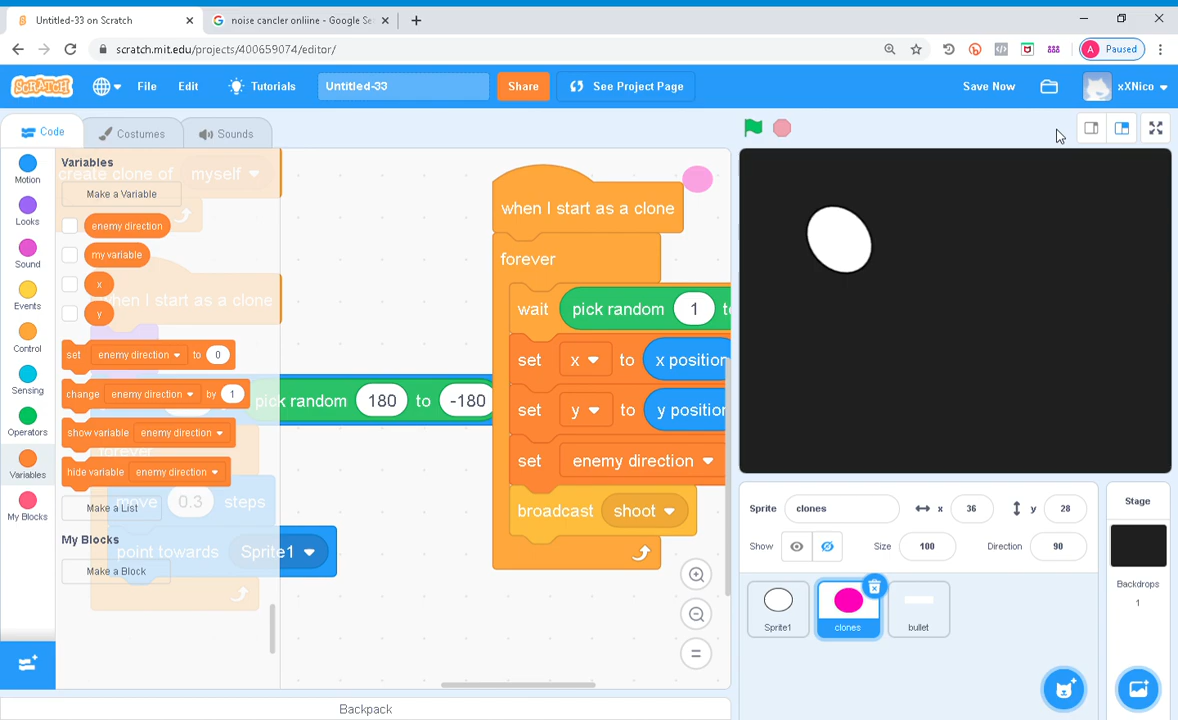 Untitled-33 on Scratch
noise cancler onliine - Google Se
scratch.mit.edu/projects/400659074/editor/
A Paused
SCRATCH File Edit Tutorials Untitled-33 Share See Project Page Save Now xXNico
Code Costumes Sounds
Motion
Looks
Sound
Events
Control
Sensing
Operators
Variables
My Blocks
Variables
create clone of myself
Make a Variable
enemy direction
my variable
x
when I start as a clone
y
set enemy direction to 0
change enemy direction by 1
pick random 180 to -180
show variable enemy direction
forever
hide variable enemy direction
move 0.3 steps
Make a List
My Blocks
point towards Sprite1
Make a Block
when I start as a clone
forever
wait pick random 1 to
set x to x position
set y to y position
set enemy direction
broadcast shoot
Backpack
Sprite clones x 36 y 28
Show Size 100 Direction 90
Sprite1
clones
bullet
Stage
Backdrops
1